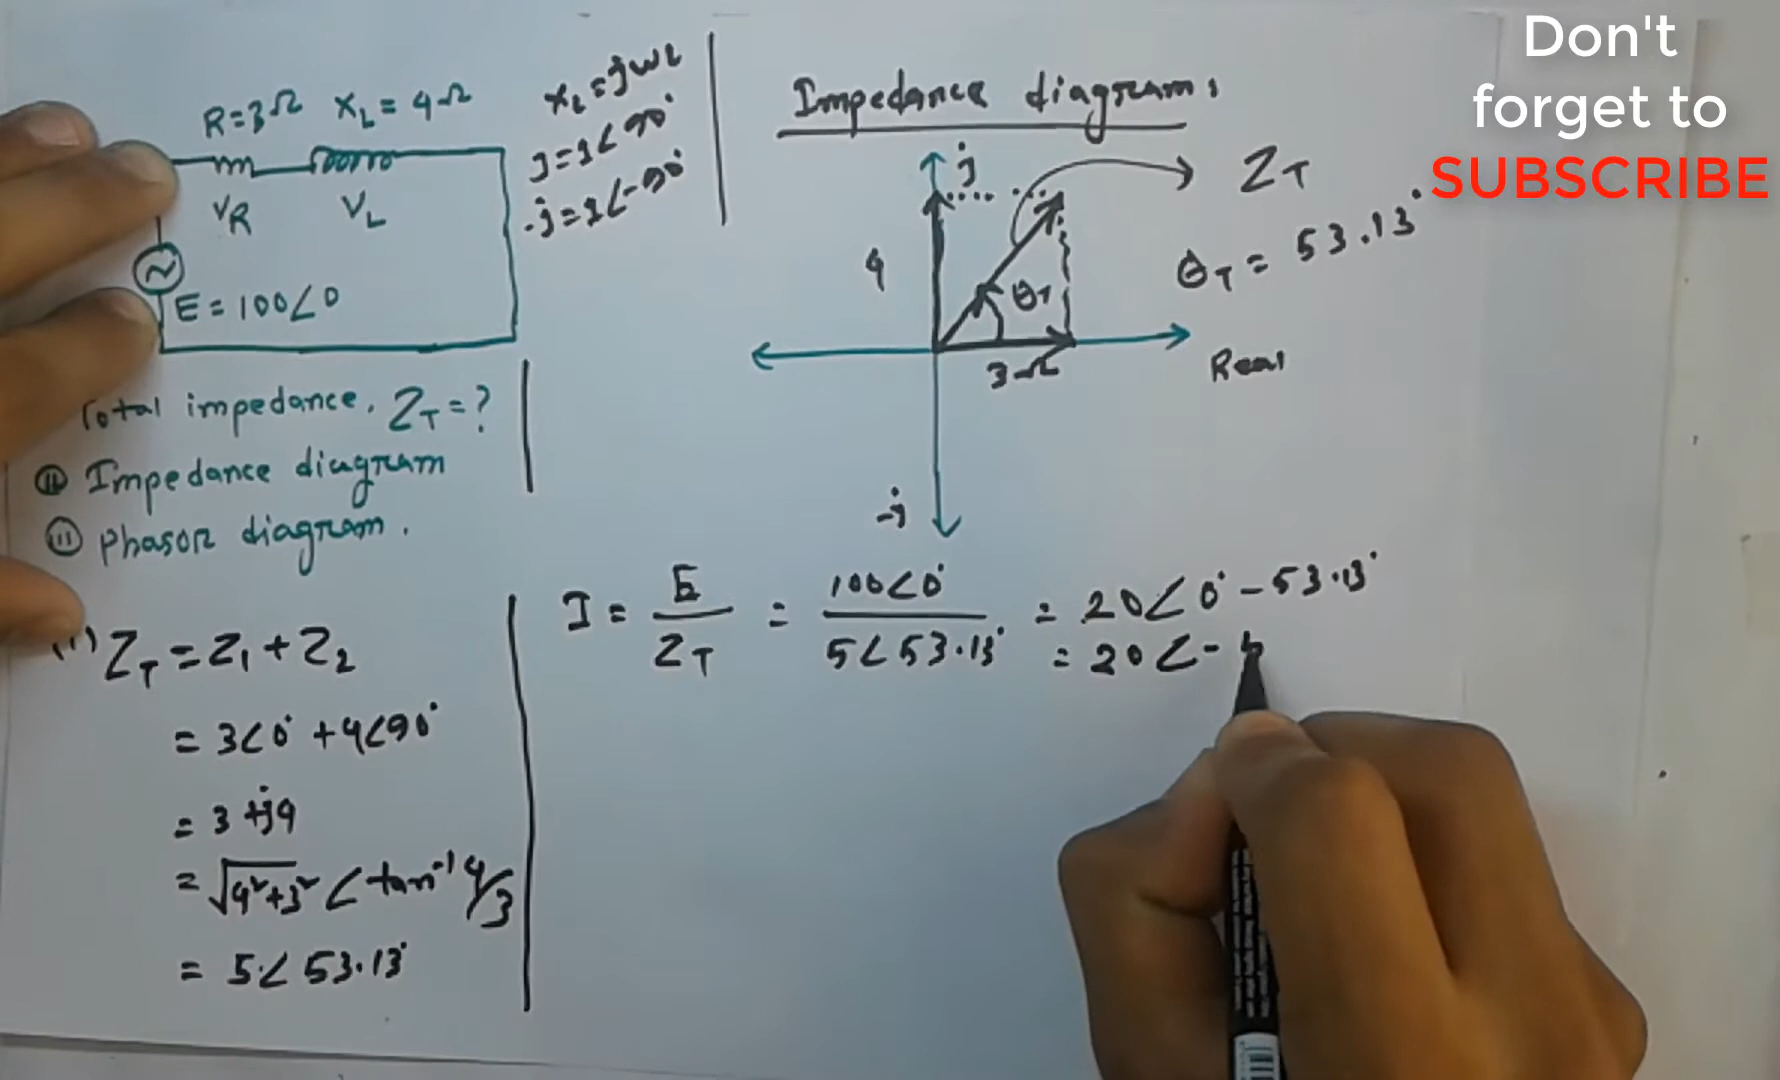 R=3Ω X_L = 4Ω
V_R V_L
E = 100∠0
X_L = jωL
j=1∠90°
-j=1∠-90°
Total impedance, Z_T = ?
(ii) Impedance diagram
(iii) phasor diagram.
(i) Z_T = Z_1 + Z_2
= 3∠0° + 4∠90°
= 3 + j4
= √4²+3² ∠tan⁻¹ 4/3
= 5∠53.13°
Impedance diagram:
j
Z_T
4
θ_T
θ_T = 53.13°
3Ω
Real
-j
I = E/Z_T = 100∠0°/5∠53.13° = 20∠0° - 53.13°
= 20∠-
Don't
forget to
SUBSCRIBE